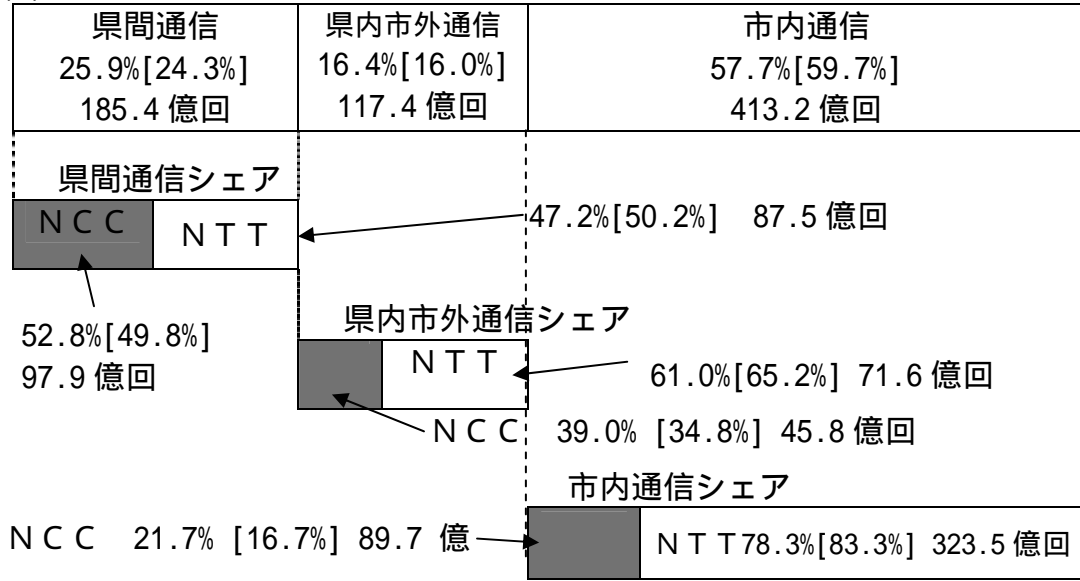 県間通信
25.9%[24.3%]
185.4億回
県内市外通信
16.4%[16.0%]
117.4億回
市内通信
57.7%[59.7%]
413.2億回
県間通信シェア
ＮＣＣ
ＮＴＴ
47.2%[50.2%] 87.5億回
52.8%[49.8%]
97.9億回
県内市外通信シェア
ＮＴＴ
61.0%[65.2%] 71.6億回
ＮＣＣ 39.0% [34.8%] 45.8億回
市内通信シェア
ＮＣＣ 21.7% [16.7%] 89.7 億
ＮＴＴ78.3%[83.3%] 323.5億回